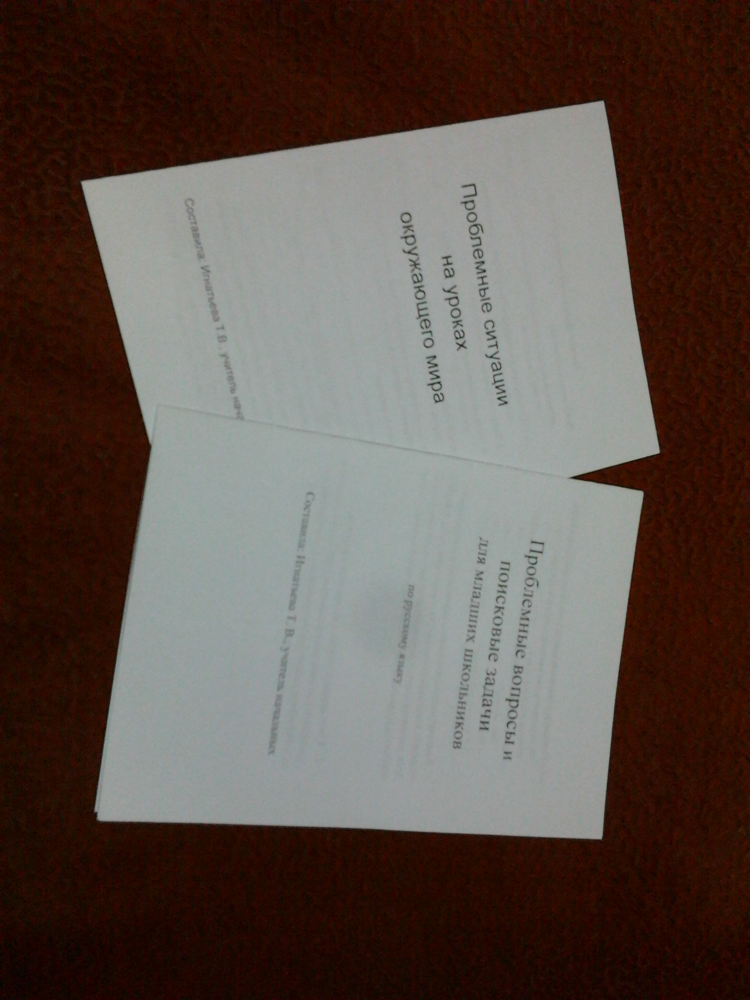 Проблемные ситуации
на уроках
окружающего мира
Составила: Игнатьева Т.В., учитель нача
Проблемные вопросы и
поисковые задачи
для младших школьников
по русскому языку
Составила: Игнатьева Т. В., учитель начальных